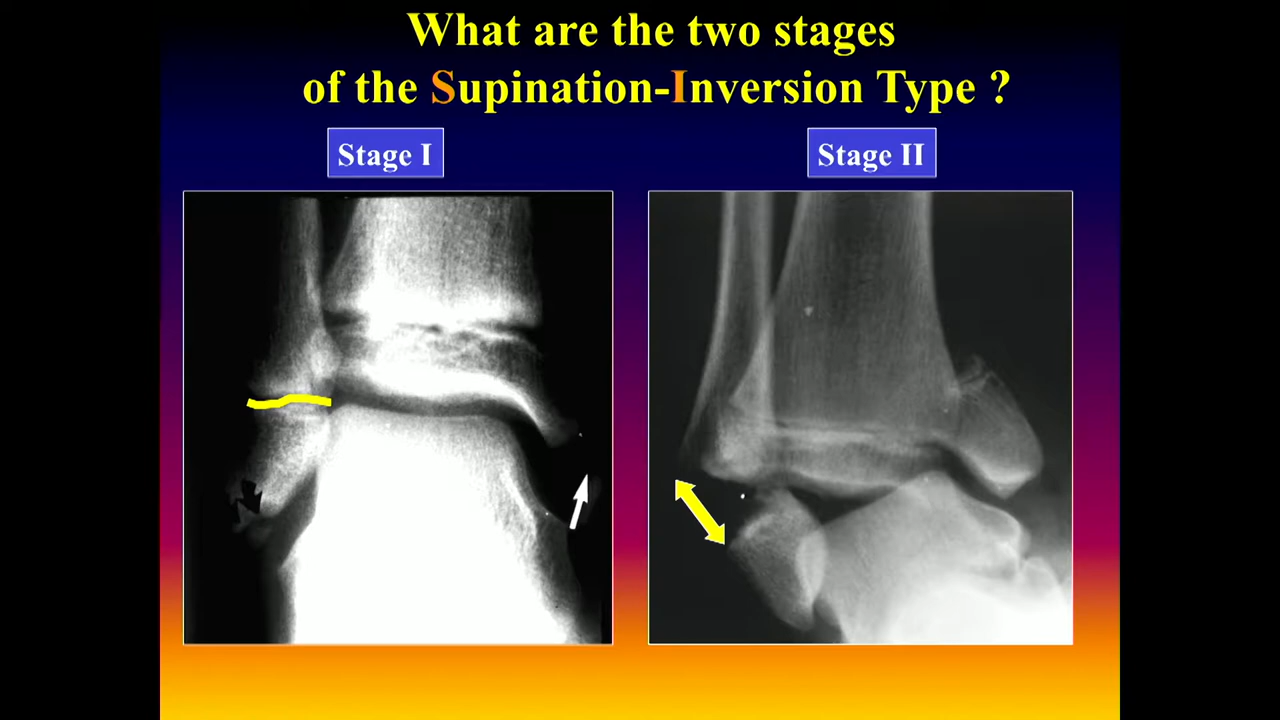 What are the two stages
of the Supination-Inversion Type ?
Stage I
Stage II